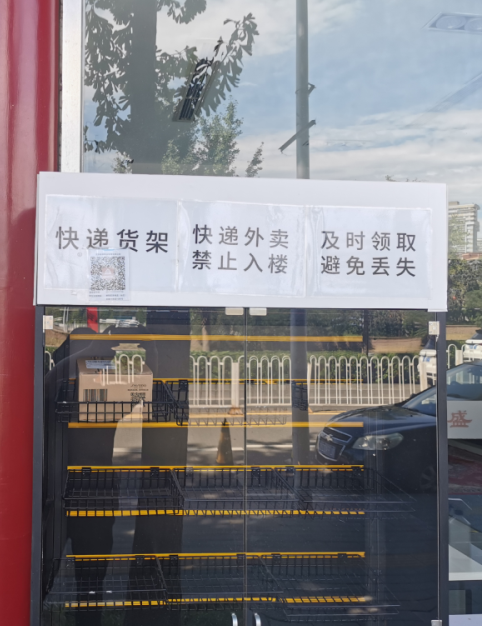 快递货架
快递外卖
禁止入楼
及时领取
避免丢失
盛